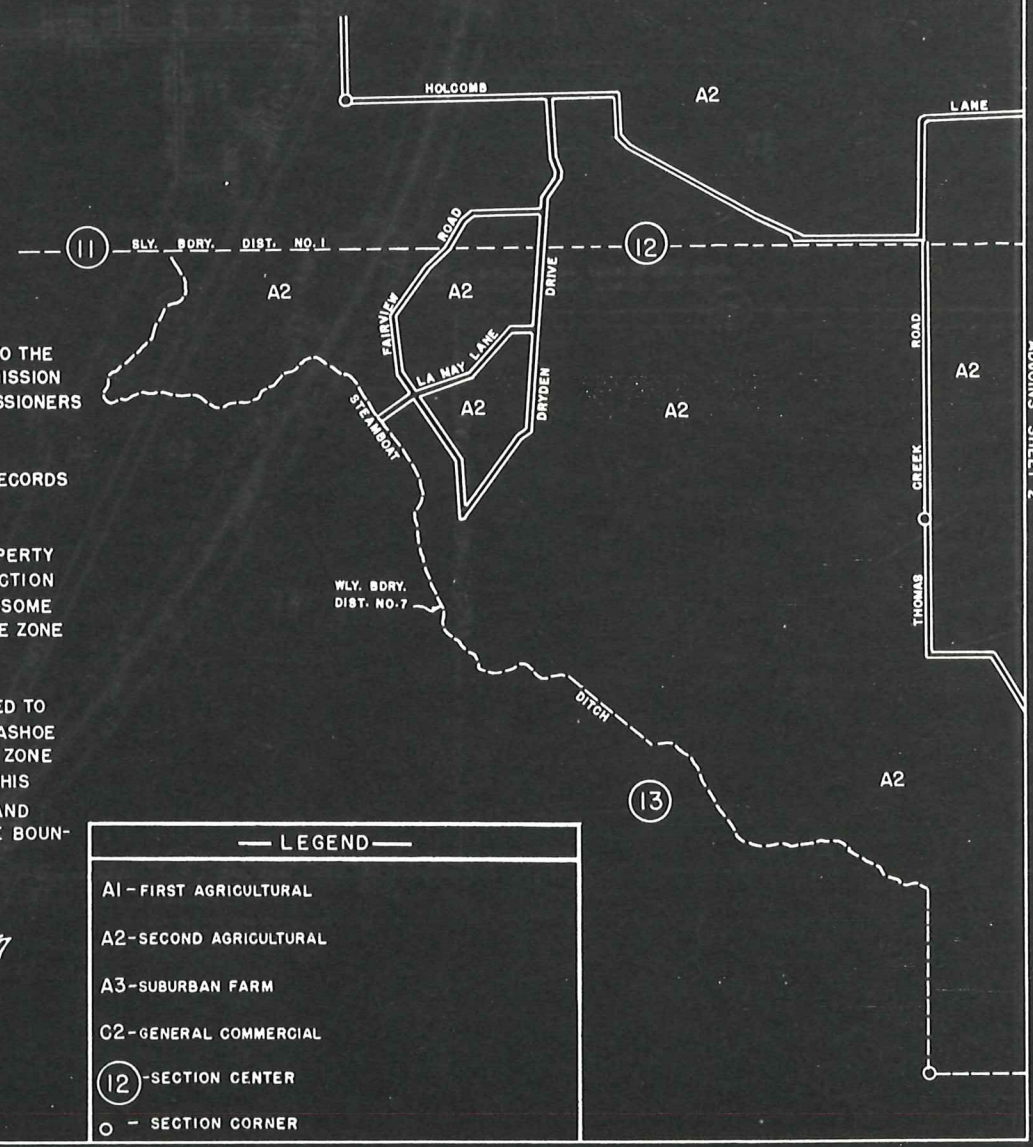 HOLCOMB
A2
LANE
11
SLY. BDRY. DIST. NO. 1
12
ROAD
FAIRVIEW
A2
A2
DRIVE
LA NAY LANE
A2
DRYDEN
A2
STEAMBOAT
ROAD
A2
CREEK
THOMAS
WLY. BDRY.
DIST. NO. 7
DITCH
13
A2
O THE
MISSION
SSIONERS
ECORDS
PERTY
CTION
SOME
E ZONE
ED TO
ASHOE
ZONE
HIS
AND
E BOUN-
— LEGEND —
A1-FIRST AGRICULTURAL
A2-SECOND AGRICULTURAL
A3-SUBURBAN FARM
C2-GENERAL COMMERCIAL
12 -SECTION CENTER
- SECTION CORNER